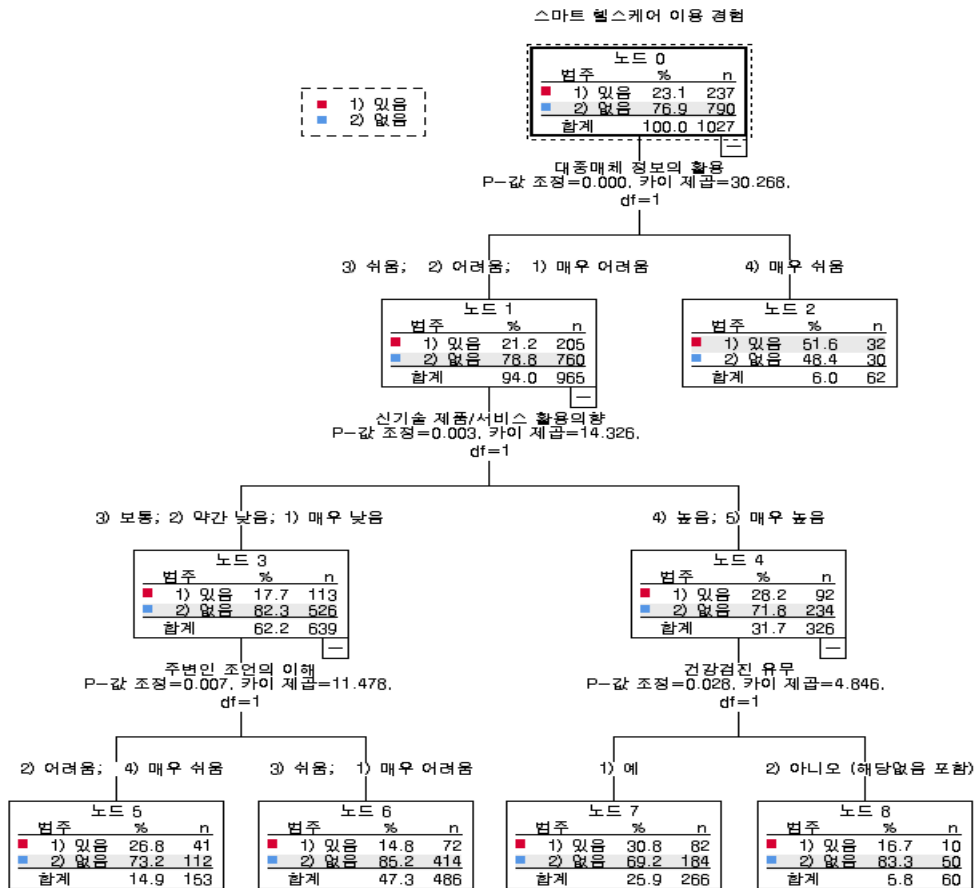 스마트 헬스케어 이용 경험
노드 0
범주 % n
1) 있음 23.1 237
2) 없음 76.9 790
합계 100.0 1027
1) 있음
2) 없음
대중매체 정보의 활용
P-값 조정=0.000, 카이 제곱=30.268,
df=1
3) 쉬움; 2) 어려움; 1) 매우 어려움
4) 매우 쉬움
노드 1
범주 % n
1) 있음 21.2 205
2) 없음 78.8 760
합계 94.0 965
노드 2
범주 % n
1) 있음 51.6 32
2) 없음 48.4 30
합계 6.0 62
신기술 제품/서비스 활용의향
P-값 조정=0.003, 카이 제곱=14.326,
df=1
3) 보통; 2) 약간 낮음; 1) 매우 낮음
4) 높음; 5) 매우 높음
노드 3
범주 % n
1) 있음 17.7 113
2) 없음 82.3 526
합계 62.2 639
노드 4
범주 % n
1) 있음 28.2 92
2) 없음 71.8 234
합계 31.7 326
주변인 조언의 이해
P-값 조정=0.007, 카이 제곱=11.478,
df=1
건강검진 유무
P-값 조정=0.028, 카이 제곱=4.846,
df=1
2) 어려움; 4) 매우 쉬움
3) 쉬움; 1) 매우 어려움
1) 예
2) 아니오 (해당없음 포함)
노드 5
범주 % n
1) 있음 26.8 41
2) 없음 73.2 112
합계 14.9 153
노드 6
범주 % n
1) 있음 14.8 72
2) 없음 85.2 414
합계 47.3 486
노드 7
범주 % n
1) 있음 30.8 82
2) 없음 69.2 184
합계 25.9 266
노드 8
범주 % n
1) 있음 16.7 10
2) 없음 83.3 50
합계 5.8 60